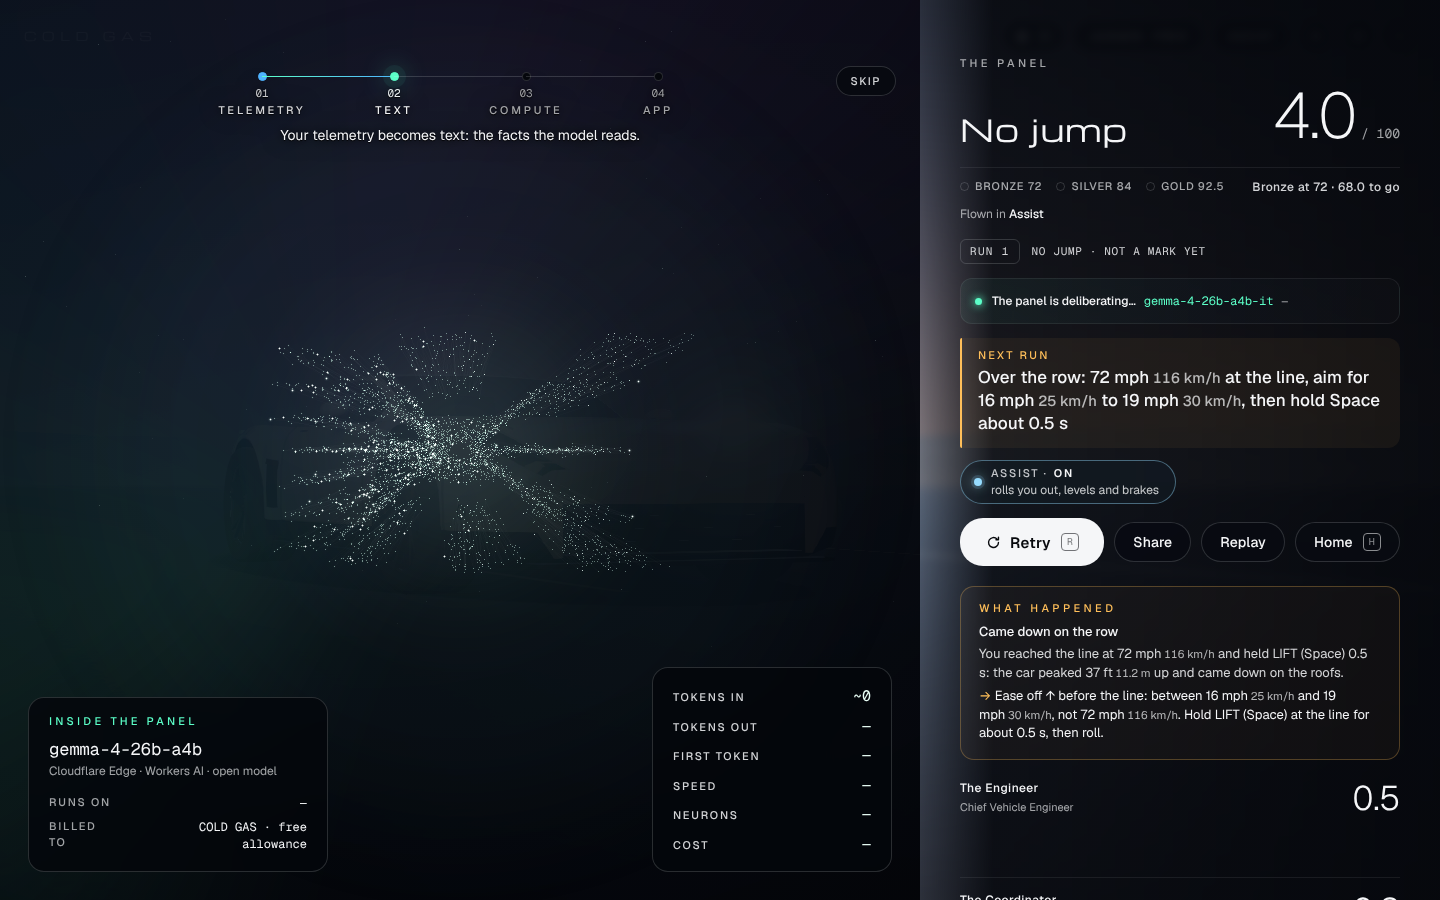 COLD GAS
01
TELEMETRY
02
TEXT
03
COMPUTE
04
APP
SKIP
Your telemetry becomes text: the facts the model reads.
INSIDE THE PANEL
gemma-4-26b-a4b
Cloudflare Edge · Workers AI · open model
RUNS ON –
BILLED TO COLD GAS · free allowance
TOKENS IN ~0
TOKENS OUT –
FIRST TOKEN –
SPEED –
NEURONS –
COST –
THE PANEL
No jump 4.0 / 100
BRONZE 72 SILVER 84 GOLD 92.5 Bronze at 72 · 68.0 to go
Flown in Assist
RUN 1 NO JUMP · NOT A MARK YET
The panel is deliberating… gemma-4-26b-a4b-it –
NEXT RUN
Over the row: 72 mph 116 km/h at the line, aim for
16 mph 25 km/h to 19 mph 30 km/h, then hold Space
about 0.5 s
ASSIST · ON
rolls you out, levels and brakes
Retry R Share Replay Home H
WHAT HAPPENED
Came down on the row
You reached the line at 72 mph 116 km/h and held LIFT (Space) 0.5
s: the car peaked 37 ft 11.2 m up and came down on the roofs.
→ Ease off ↑ before the line: between 16 mph 25 km/h and 19
mph 30 km/h, not 72 mph 116 km/h. Hold LIFT (Space) at the line for
about 0.5 s, then roll.
The Engineer
Chief Vehicle Engineer
0.5
The Coordinator